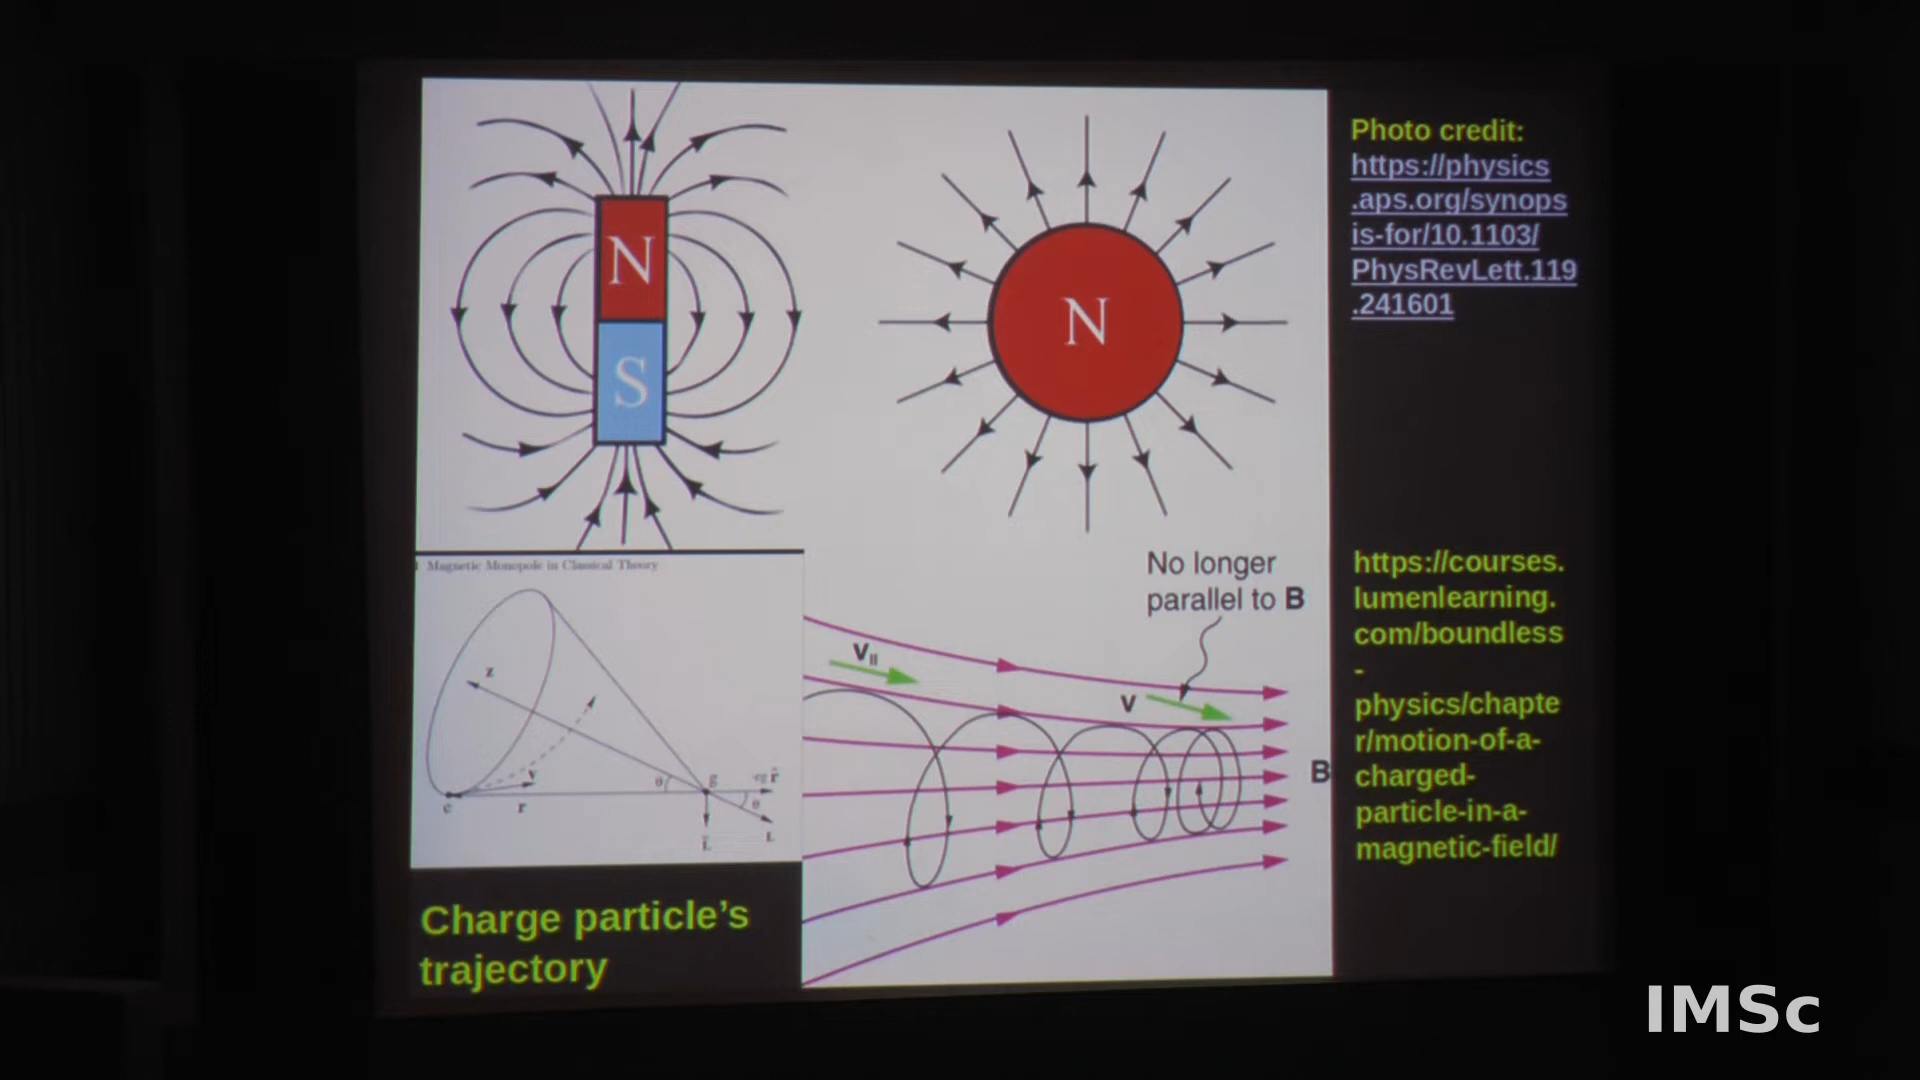 N
S
N
Photo credit:
https://physics
.aps.org/synops
is-for/10.1103/
PhysRevLett.119
.241601
Magnetic Monopole in Classical Theory
z
v
e
r
θ
g
-eg r̂
θ
L
L
Charge particle's
trajectory
No longer
parallel to B
v||
v
B
https://courses.
lumenlearning.
com/boundless
-
physics/chapte
r/motion-of-a-
charged-
particle-in-a-
magnetic-field/
IMSc